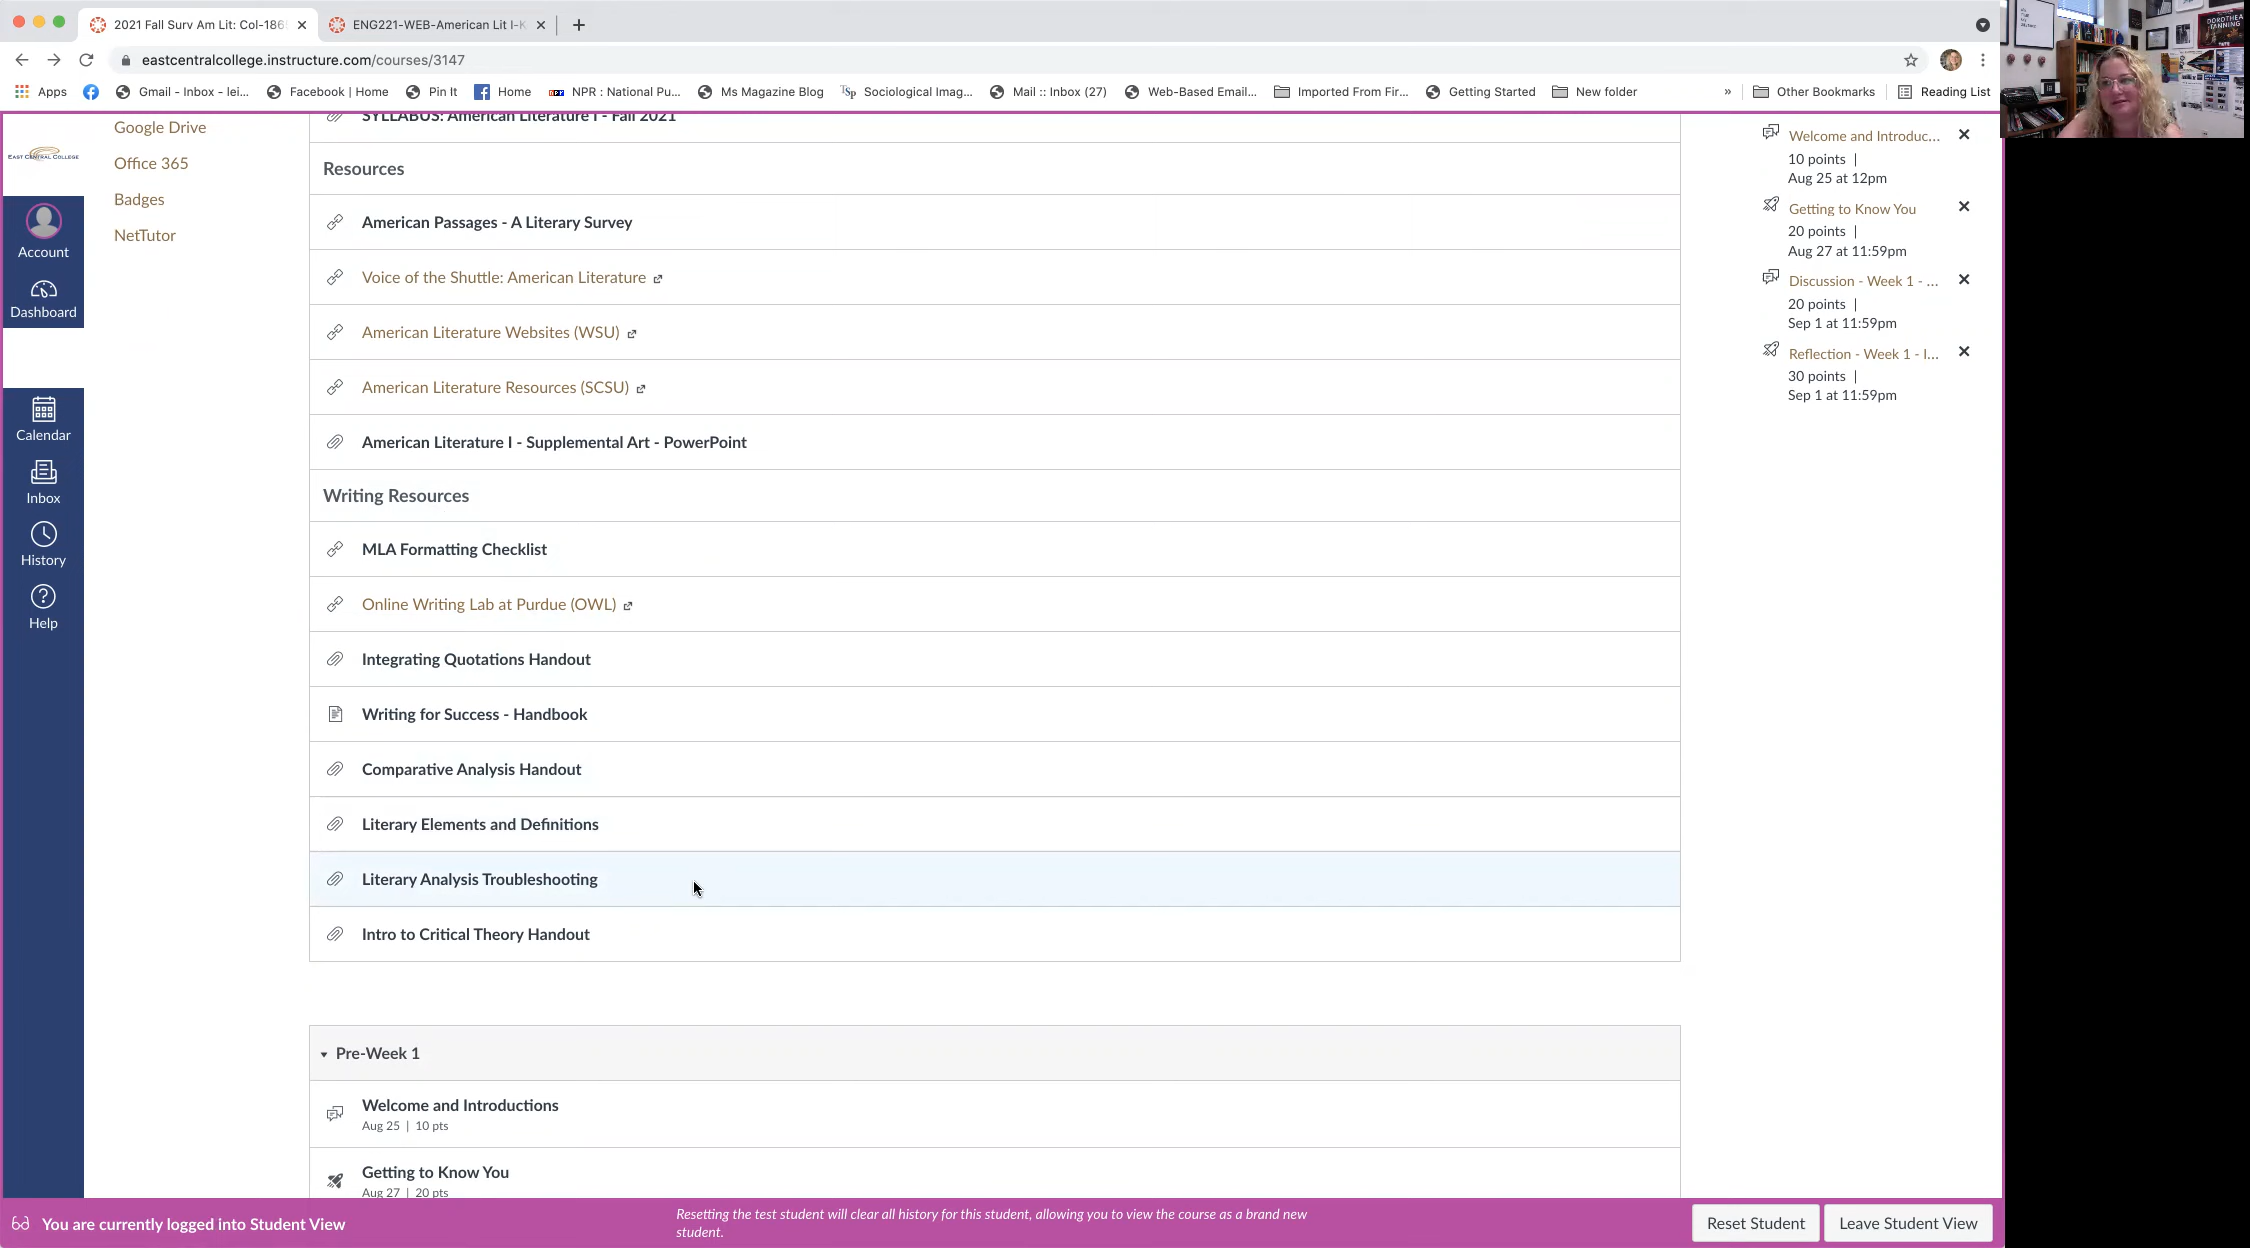 2021 Fall Surv Am Lit: Col-186
ENG221-WEB-American Lit I-K
eastcentralcollege.instructure.com/courses/3147
Apps
Gmail - Inbox - lei...
Facebook | Home
Pin It
Home
NPR : National Pu...
Ms Magazine Blog
Sociological Imag...
Mail :: Inbox (27)
Web-Based Email...
Imported From Fir...
Getting Started
New folder
»
Other Bookmarks
Reading List
EAST CENTRAL COLLEGE
Account
Dashboard
Calendar
Inbox
History
Help
Google Drive
Office 365
Badges
NetTutor
SYLLABUS: American Literature I - Fall 2021
Resources
American Passages - A Literary Survey
Voice of the Shuttle: American Literature
American Literature Websites (WSU)
American Literature Resources (SCSU)
American Literature I - Supplemental Art - PowerPoint
Writing Resources
MLA Formatting Checklist
Online Writing Lab at Purdue (OWL)
Integrating Quotations Handout
Writing for Success - Handbook
Comparative Analysis Handout
Literary Elements and Definitions
Literary Analysis Troubleshooting
Intro to Critical Theory Handout
Pre-Week 1
Welcome and Introductions
Aug 25 | 10 pts
Getting to Know You
Aug 27 | 20 pts
Welcome and Introduc...
10 points |
Aug 25 at 12pm
Getting to Know You
20 points |
Aug 27 at 11:59pm
Discussion - Week 1 - ...
20 points |
Sep 1 at 11:59pm
Reflection - Week 1 - I...
30 points |
Sep 1 at 11:59pm
DOROTHEA
TANNING
You are currently logged into Student View
Resetting the test student will clear all history for this student, allowing you to view the course as a brand new
student.
Reset Student
Leave Student View